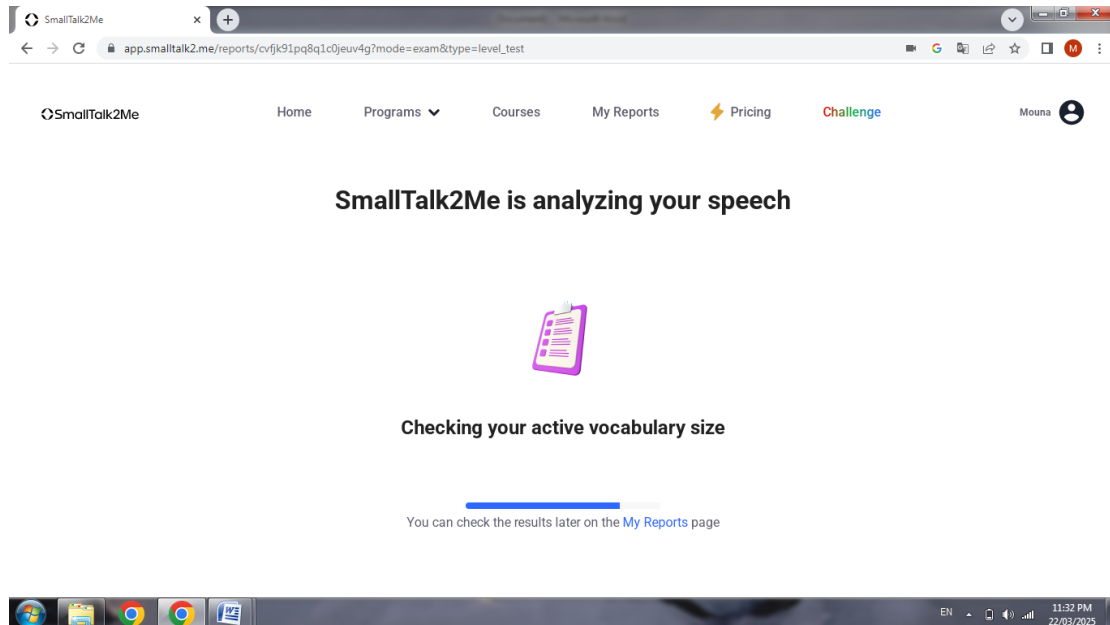 SmallTalk2Me
app.smalltalk2.me/reports/cvfjk91pq8q1c0jeuv4g?mode=exam&type=level_test
G
M
SmallTalk2Me
Home
Programs
Courses
My Reports
Pricing
Challenge
Mouna
SmallTalk2Me is analyzing your speech
Checking your active vocabulary size
You can check the results later on the My Reports page
EN
11:32 PM
22/03/2025